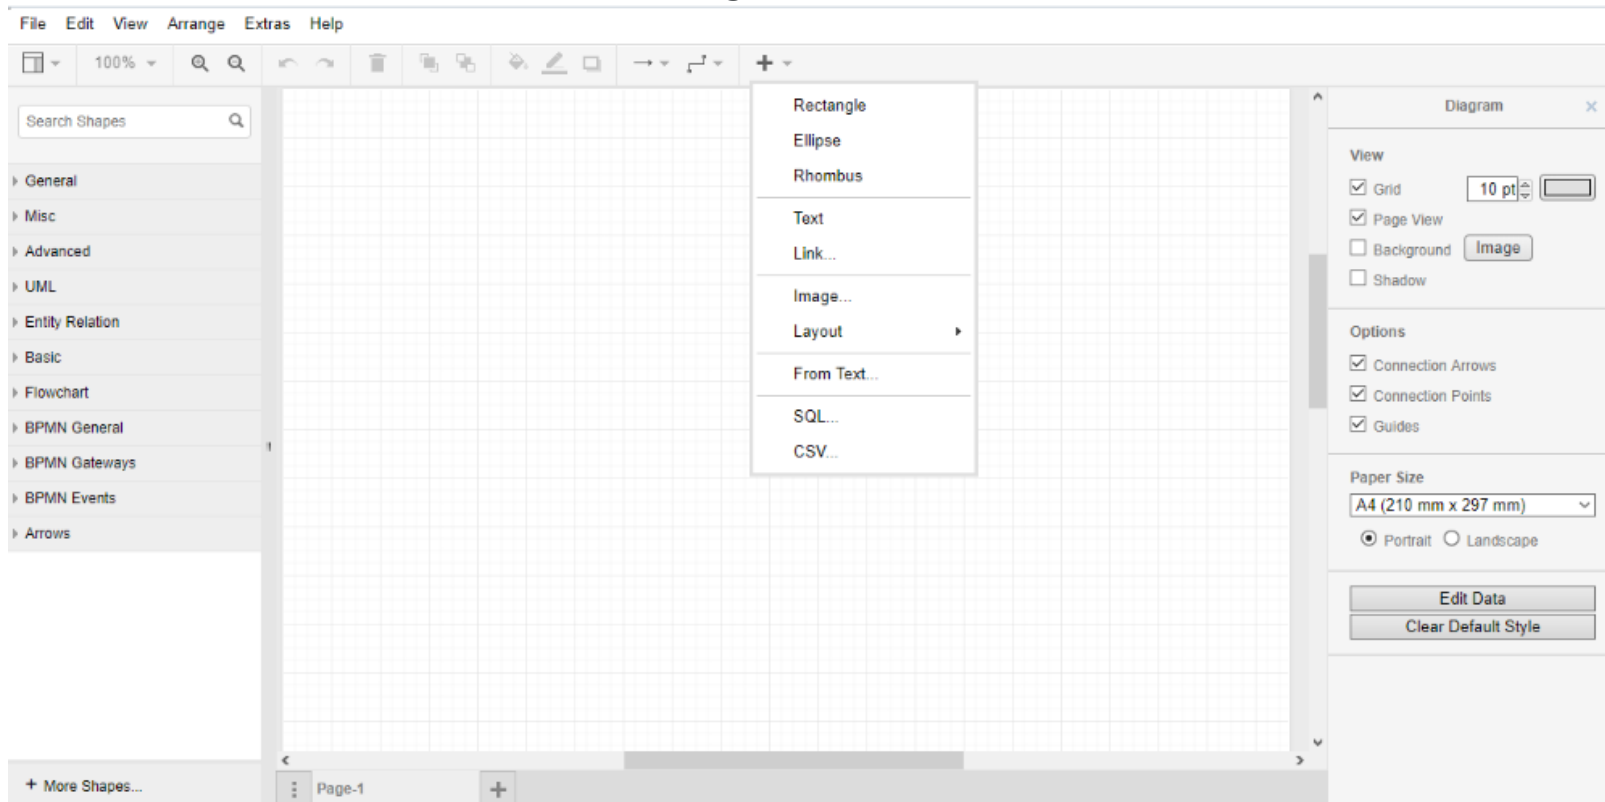 File Edit View Arrange Extras Help
100%
Search Shapes
General
Misc
Advanced
UML
Entity Relation
Basic
Flowchart
BPMN General
BPMN Gateways
BPMN Events
Arrows
+ More Shapes...
Rectangle
Ellipse
Rhombus
Text
Link...
Image...
Layout
From Text...
SQL...
CSV...
Page-1
Diagram
View
Grid 10 pt
Page View
Background Image
Shadow
Options
Connection Arrows
Connection Points
Guides
Paper Size
A4 (210 mm x 297 mm)
Portrait Landscape
Edit Data
Clear Default Style